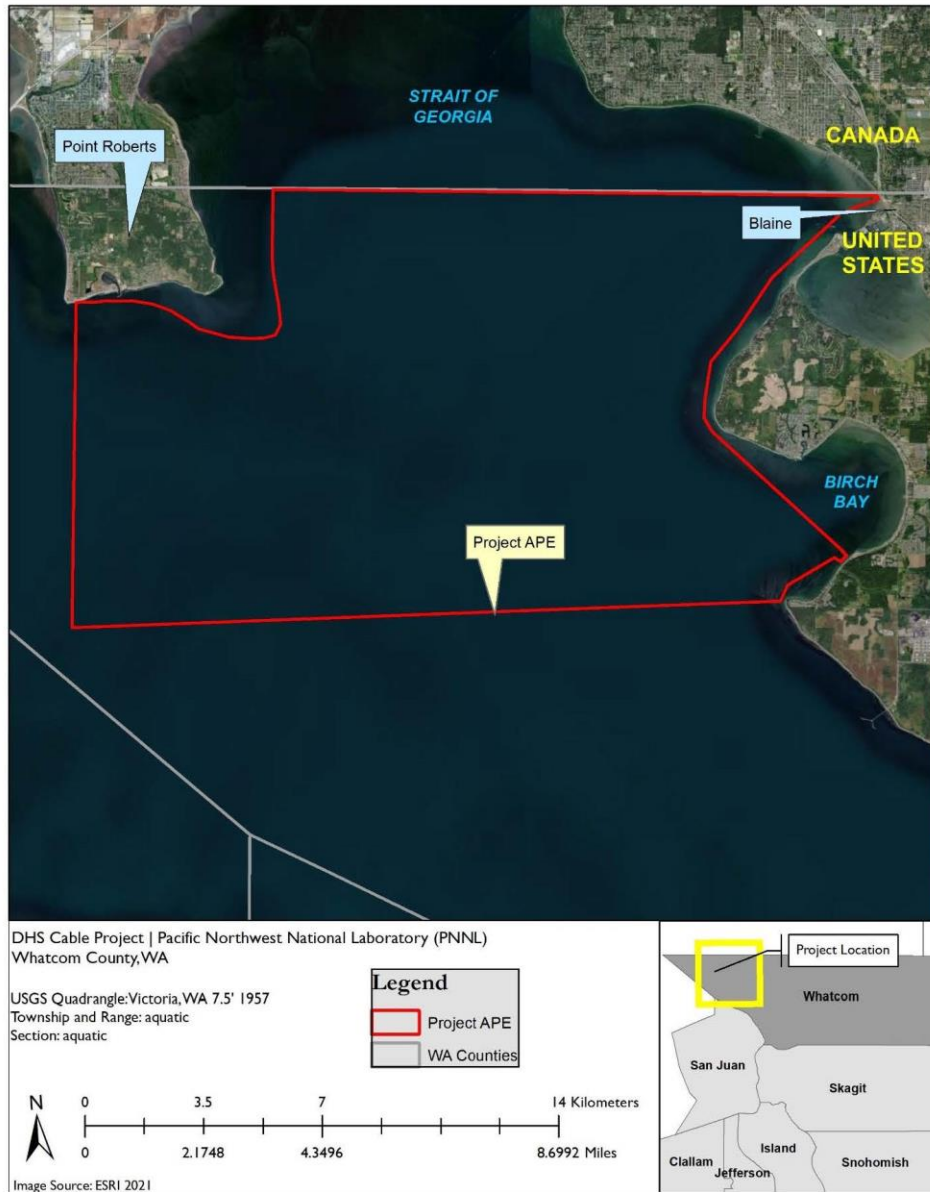 STRAIT OF
GEORGIA
CANADA
Point Roberts
Blaine
UNITED
STATES
BIRCH
BAY
Project APE
DHS Cable Project | Pacific Northwest National Laboratory (PNNL)
Whatcom County,WA
USGS Quadrangle:Victoria,WA 7.5' 1957
Township and Range: aquatic
Section: aquatic
Legend
Project APE
WA Counties
N
0 3.5 7 14 Kilometers
0 2.1748 4.3496 8.6992 Miles
Image Source: ESRI 2021
Project Location
Whatcom
San Juan
Skagit
Island
Clallam
Jefferson
Snohomish